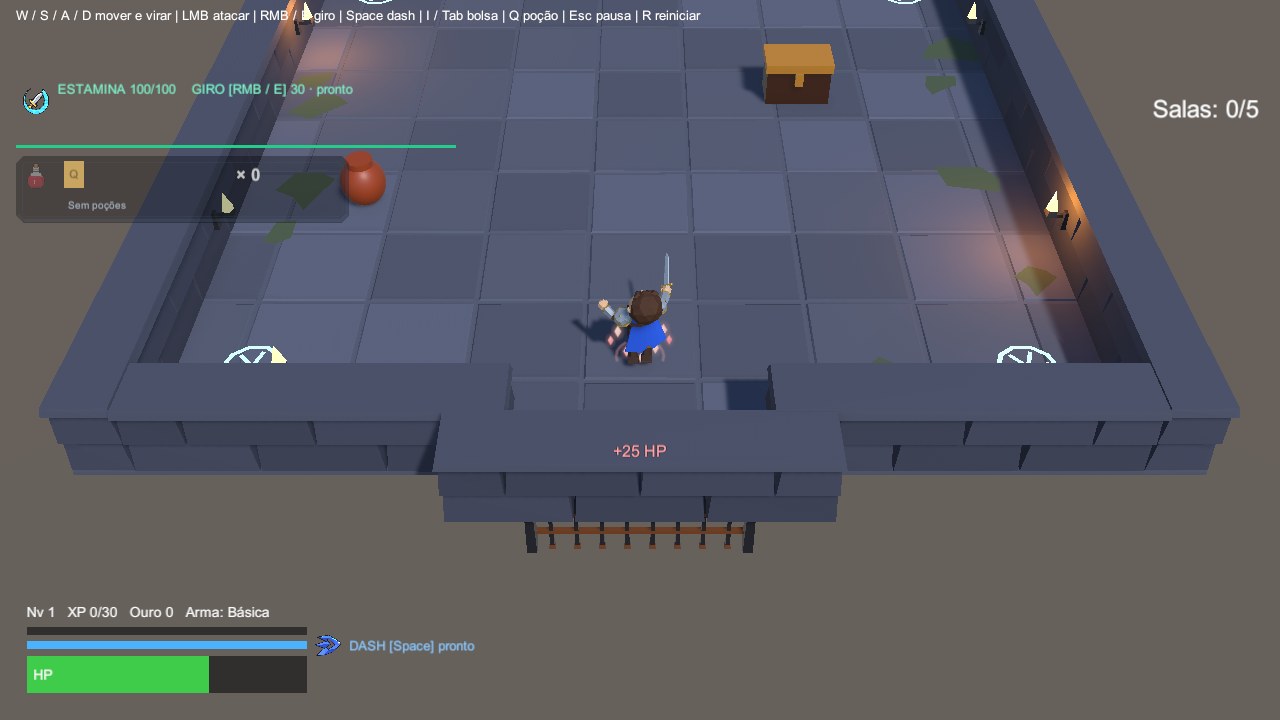 W / S / A / D mover e virar | LMB atacar | RMB / E giro | Space dash | I / Tab bolsa | Q poção | Esc pausa | R reiniciar
ESTAMINA 100/100 GIRO [RMB / E] 30 · pronto
Salas: 0/5
Q × 0
Sem poções
+25 HP
Nv 1 XP 0/30 Ouro 0 Arma: Básica
DASH [Space] pronto
HP